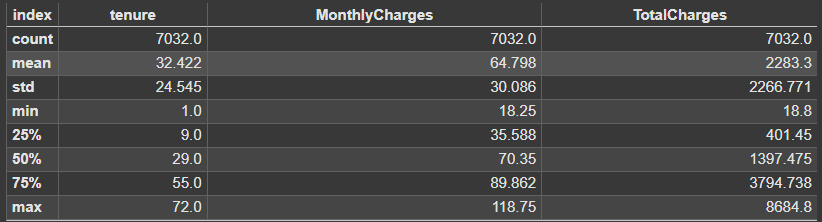 index tenure MonthlyCharges TotalCharges
count 7032.0 7032.0 7032.0
mean 32.422 64.798 2283.3
std 24.545 30.086 2266.771
min 1.0 18.25 18.8
25% 9.0 35.588 401.45
50% 29.0 70.35 1397.475
75% 55.0 89.862 3794.738
max 72.0 118.75 8684.8